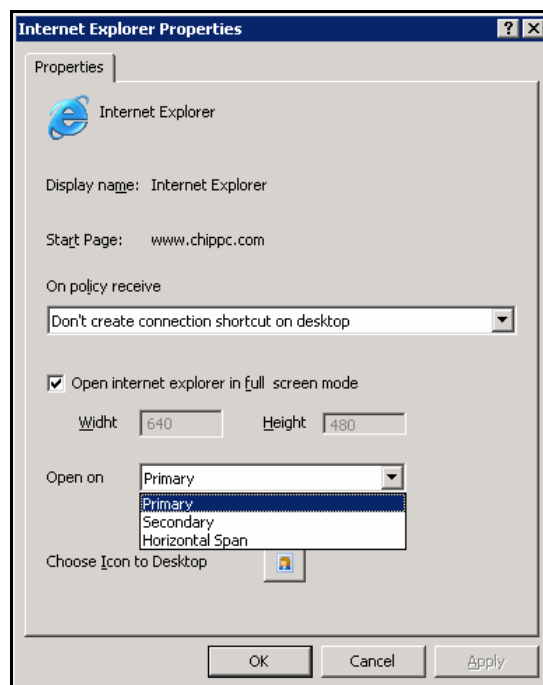 Internet Explorer Properties
Properties
Internet Explorer
Display name: Internet Explorer
Start Page: www.chippc.com
On policy receive
Don't create connection shortcut on desktop
Open internet explorer in full screen mode
Widht 640 Height 480
Open on Primary
Primary
Secondary
Horizontal Span
Choose Icon to Desktop
OK Cancel Apply